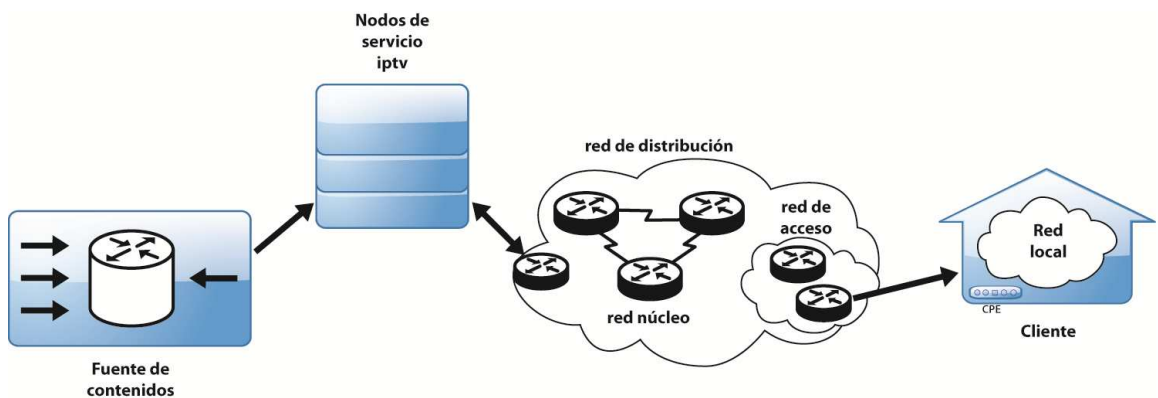 Nodos de
servicio
iptv
red de distribución
red de
acceso
Red
local
red núcleo
CPE
Cliente
Fuente de
contenidos